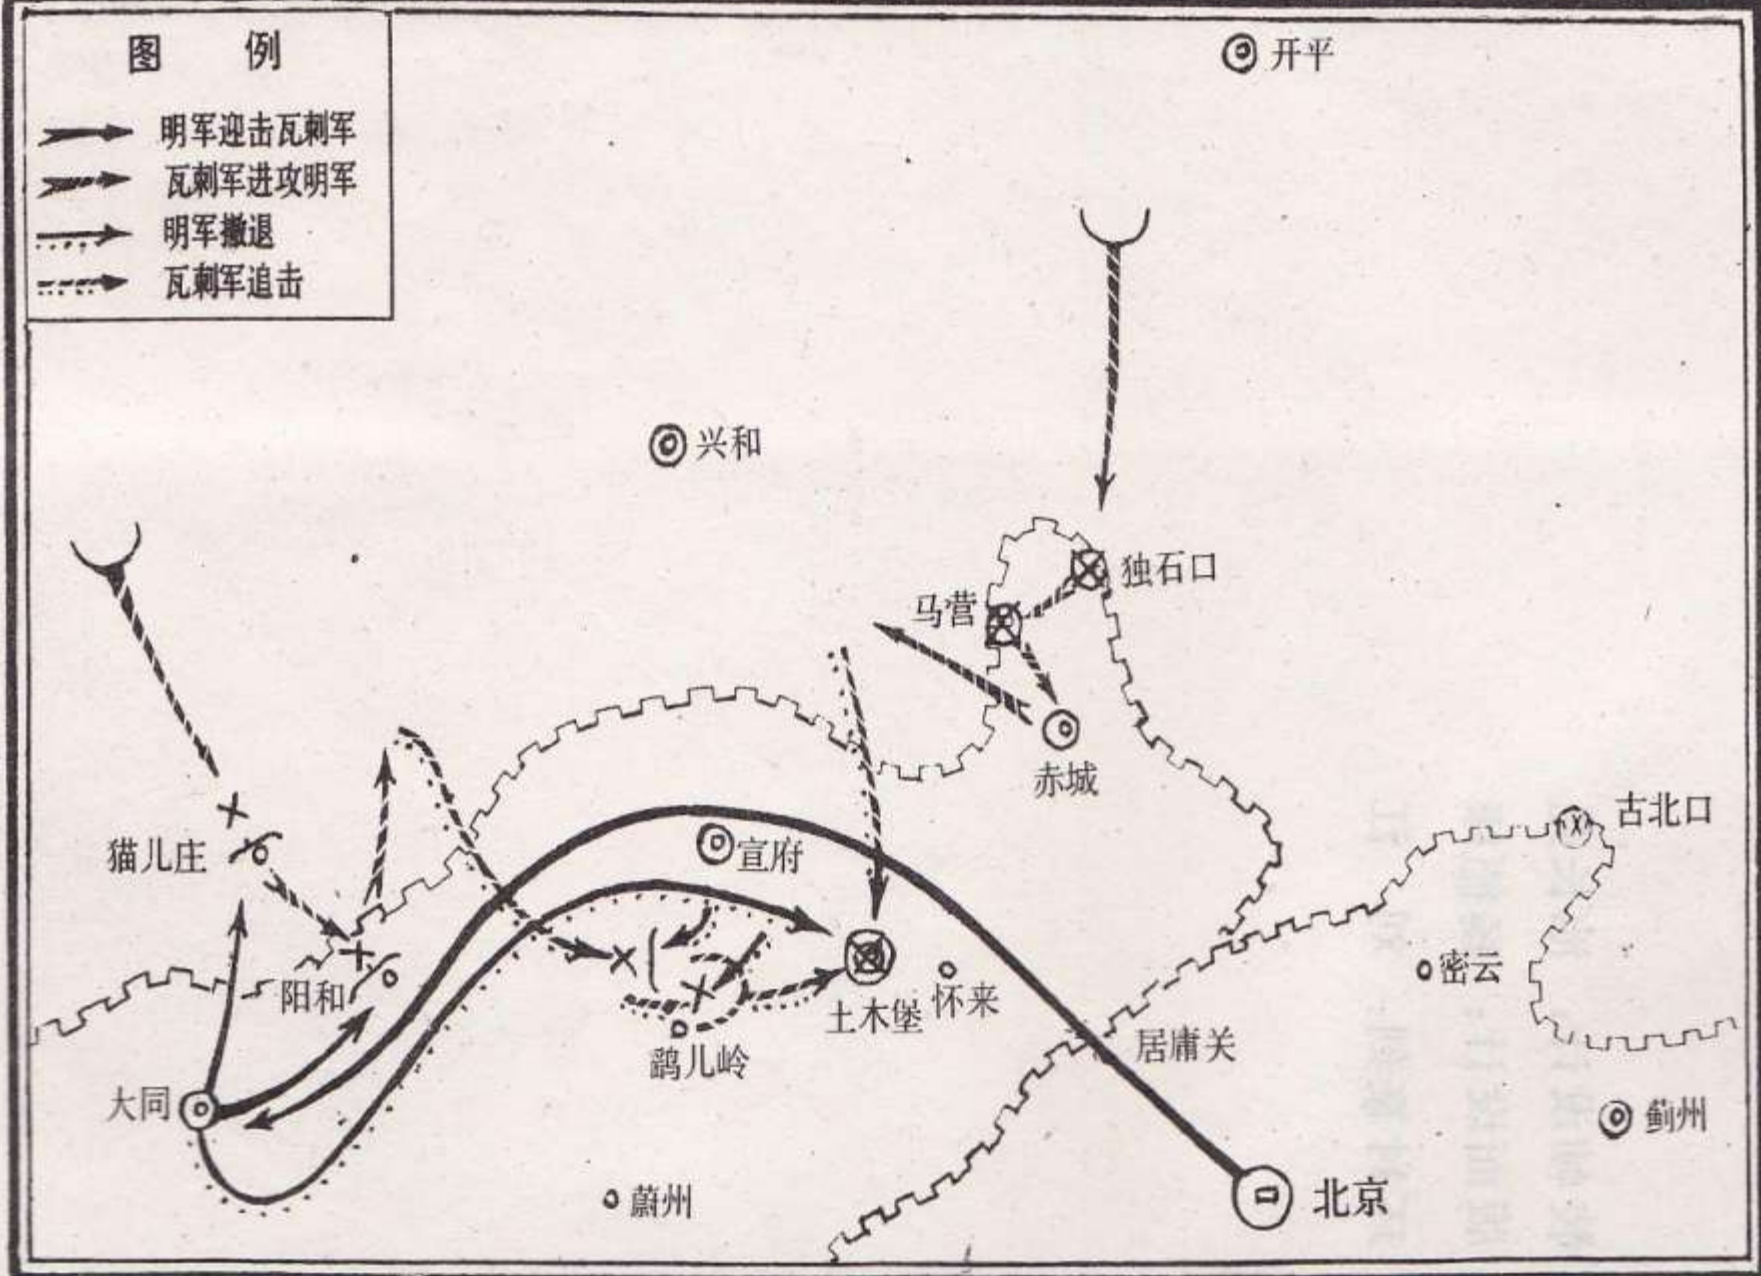 图 例
明军迎击瓦剌军
瓦剌军进攻明军
明军撤退
瓦剌军追击
开平
兴和
独石口
马营
赤城
古北口
猫儿庄
宣府
阳和
密云
怀来
土木堡
居庸关
鹞儿岭
大同
蓟州
蔚州
北京